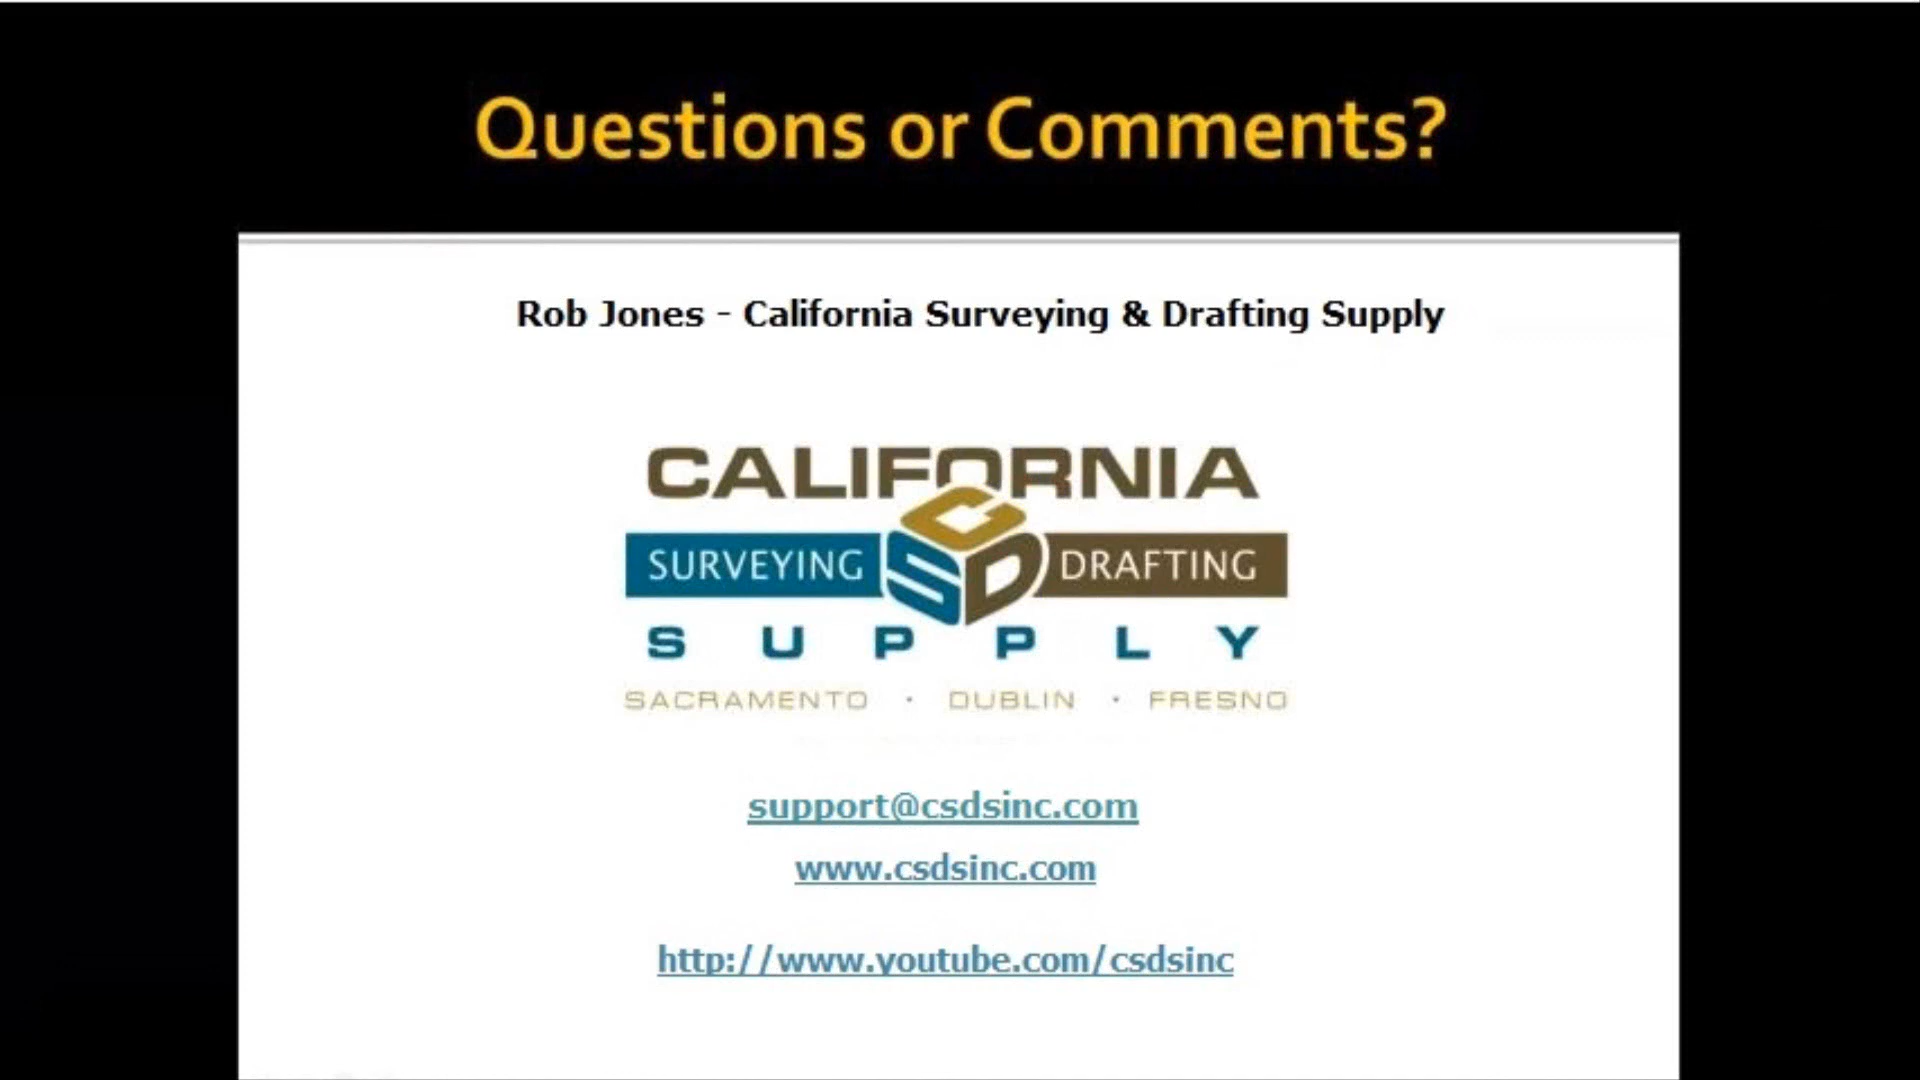 Questions or Comments?
Rob Jones - California Surveying & Drafting Supply
CALIFORNIA
SURVEYING CSD DRAFTING
SUPPLY
SACRAMENTO · DUBLIN · FRESNO
support@csdsinc.com
www.csdsinc.com
http://www.youtube.com/csdsinc